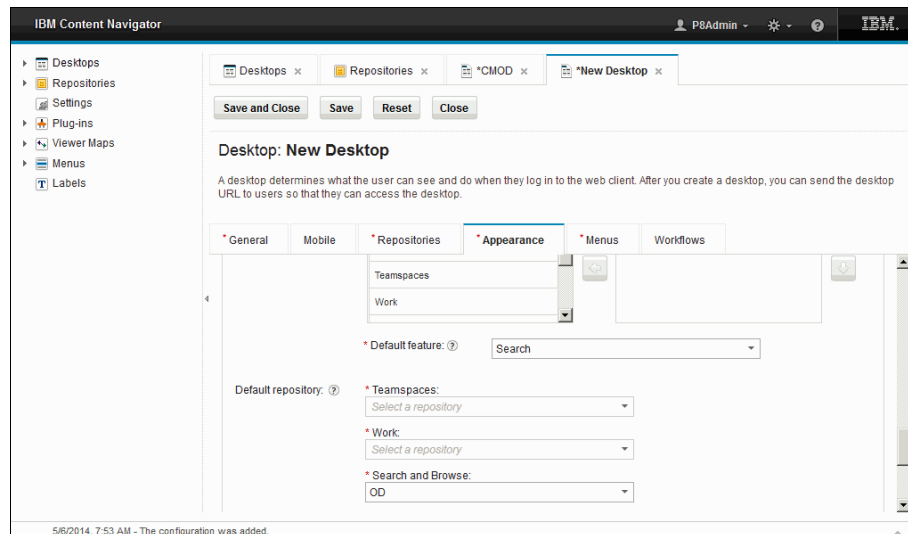 IBM Content Navigator
P8Admin
IBM.
Desktops
Repositories
Settings
Plug-ins
Viewer Maps
Menus
Labels
Desktops
Repositories
*CMOD
*New Desktop
Save and Close
Save
Reset
Close
Desktop: New Desktop
A desktop determines what the user can see and do when they log in to the web client. After you create a desktop, you can send the desktop
URL to users so that they can access the desktop.
* General
Mobile
* Repositories
* Appearance
* Menus
Workflows
Teamspaces
Work
* Default feature: ?
Search
Default repository: ?
* Teamspaces:
Select a repository
* Work:
Select a repository
* Search and Browse:
OD
5/6/2014, 7:53 AM - The configuration was added.